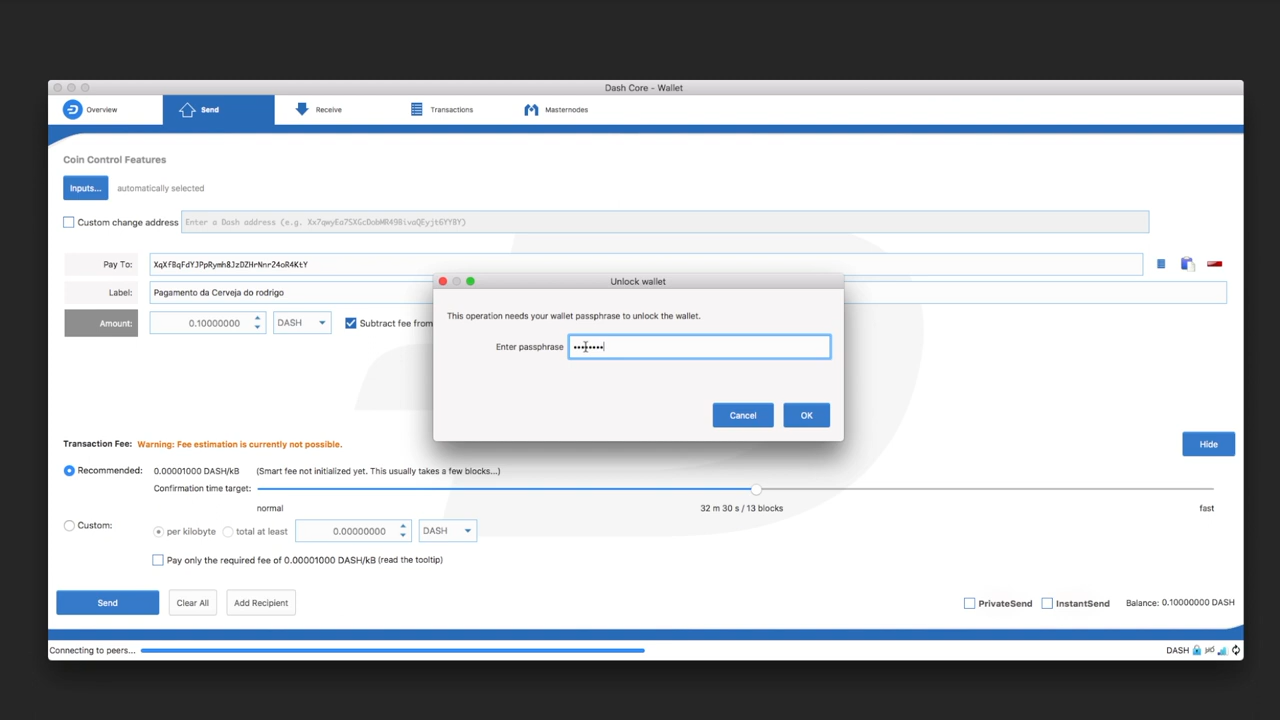 Dash Core - Wallet
Overview Send Receive Transactions Masternodes
Coin Control Features
Inputs... automatically selected
Custom change address Enter a Dash address (e.g. Xx7qwyEa7SXGcDobWR49BivaQEyjt6YY8Y)
Pay To: XqXfBqFdYJPpRymh8JzDZHrNnr24oR4KtY
Label: Pagamento da Cerveja do rodrigo
Amount: 0.10000000 DASH Subtract fee from
Unlock wallet
This operation needs your wallet passphrase to unlock the wallet.
Enter passphrase ••••••••
Cancel OK
Transaction Fee: Warning: Fee estimation is currently not possible. Hide
Recommended: 0.00001000 DASH/kB (Smart fee not initialized yet. This usually takes a few blocks...)
Confirmation time target:
normal 32 m 30 s / 13 blocks fast
Custom: per kilobyte total at least 0.00000000 DASH
Pay only the required fee of 0.00001000 DASH/kB (read the tooltip)
Send Clear All Add Recipient PrivateSend InstantSend Balance: 0.10000000 DASH
Connecting to peers... DASH